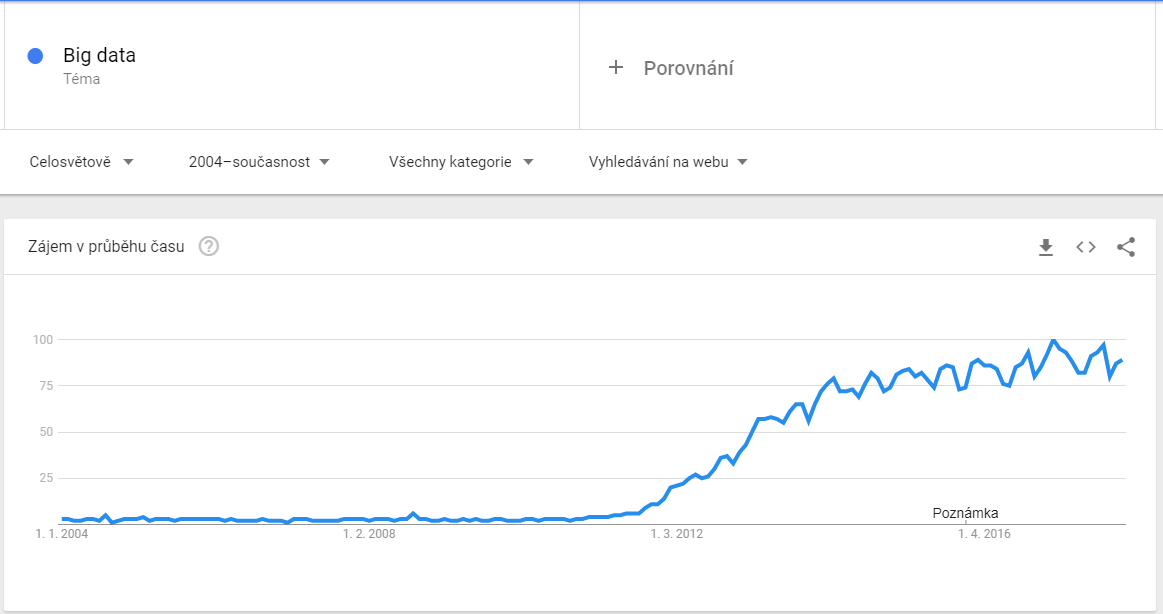 Big data
Téma
Porovnání
Celosvětově
2004–současnost
Všechny kategorie
Vyhledávání na webu
Zájem v průběhu času
100
75
50
25
Poznámka
1. 1. 2004
1. 2. 2008
1. 3. 2012
1. 4. 2016